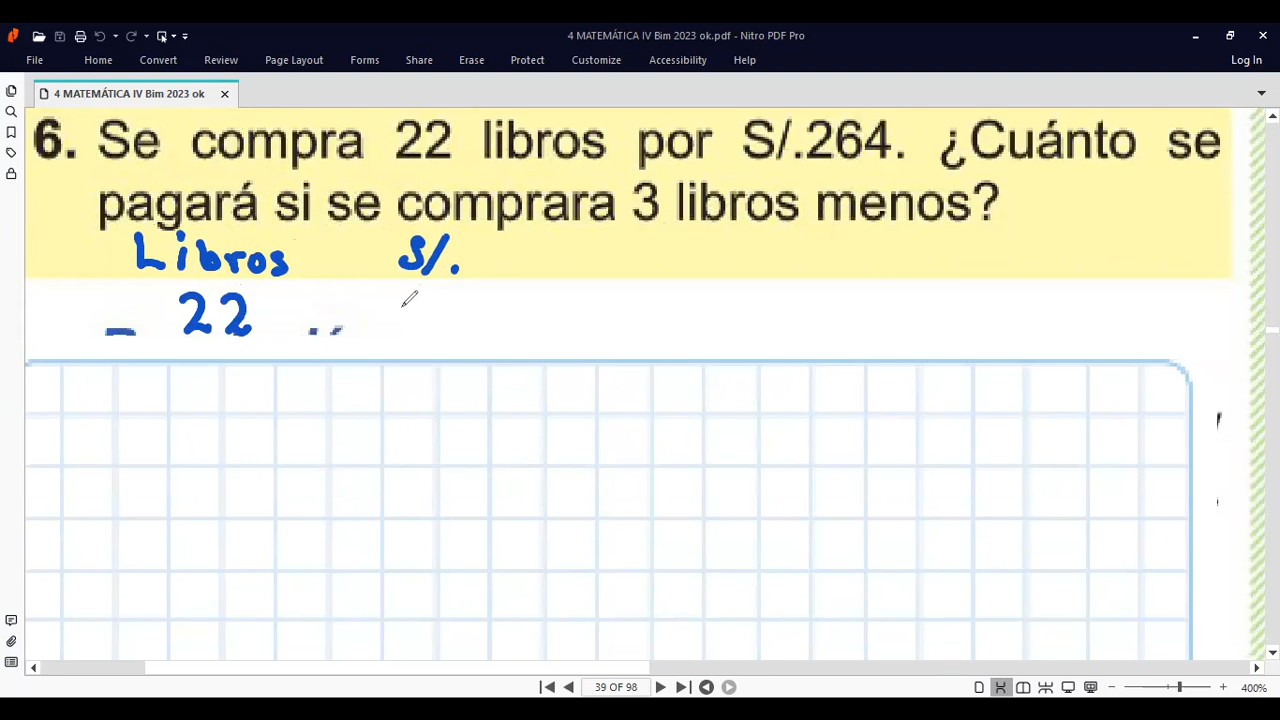 4 MATEMÁTICA IV Bim 2023 ok.pdf - Nitro PDF Pro
File Home Convert Review Page Layout Forms Share Erase Protect Customize Accessibility Help Log In
4 MATEMÁTICA IV Bim 2023 ok
6. Se compra 22 libros por S/.264. ¿Cuánto se
pagará si se comprara 3 libros menos?
Libros S/.
22
39 OF 98
400%